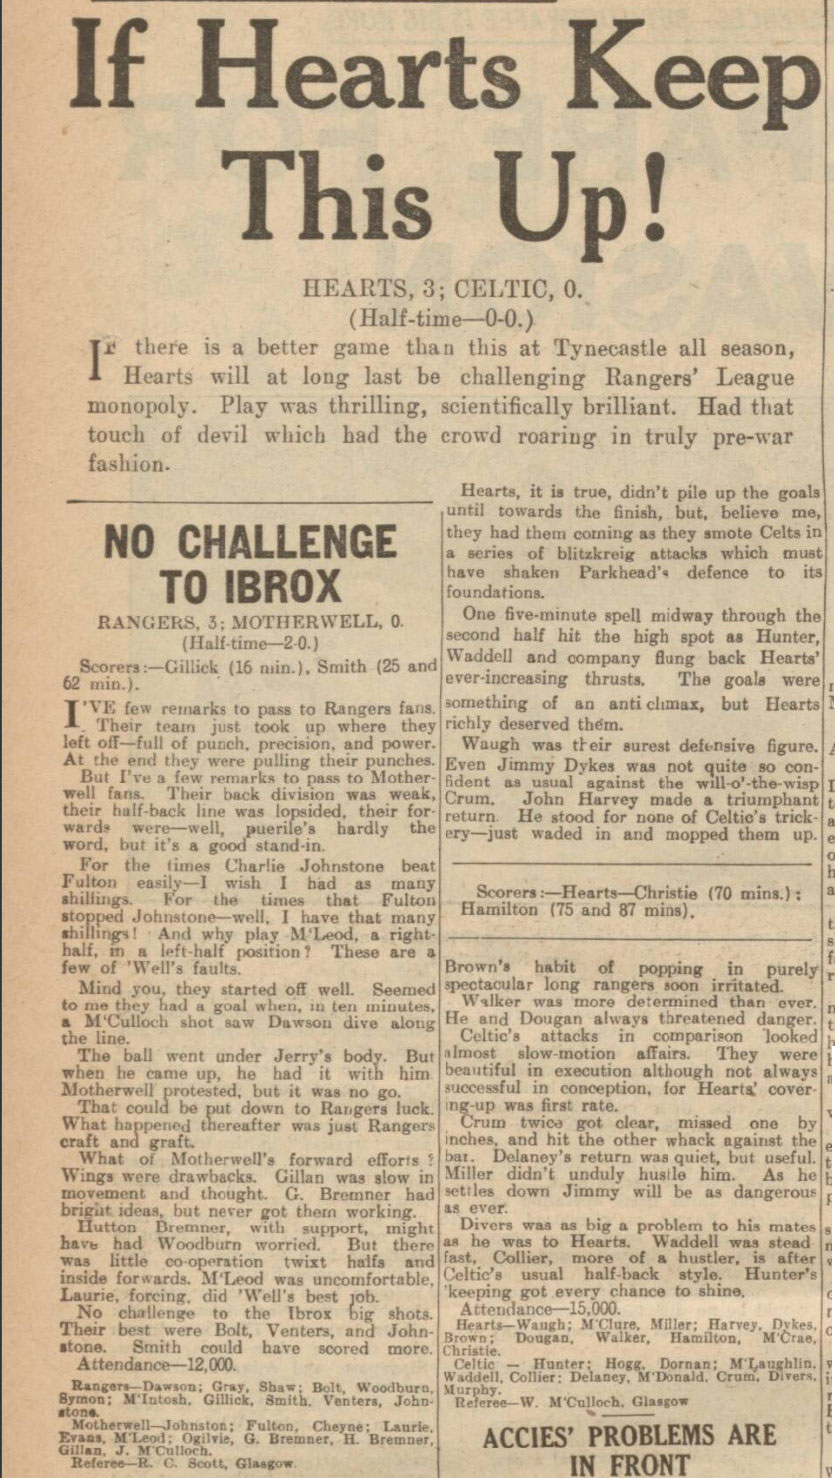 If Hearts Keep
This Up!
HEARTS, 3; CELTIC, 0.
(Half-time—0-0.)
If there is a better game than this at Tynecastle all season,
Hearts will at long last be challenging Rangers' League
monopoly. Play was thrilling, scientifically brilliant. Had that
touch of devil which had the crowd roaring in truly pre-war
fashion.
NO CHALLENGE
TO IBROX
RANGERS, 3; MOTHERWELL, 0.
(Half-time—2-0.)
Scorers:—Gillick (16 min.), Smith (25 and
62 min.).
I'VE few remarks to pass to Rangers fans.
Their team just took up where they
left off—full of punch, precision, and power.
At the end they were pulling their punches.
But I've a few remarks to pass to Mother-
well fans. Their back division was weak,
their half-back line was lopsided, their for-
wards were—well, puerile's hardly the
word, but it's a good stand-in.
For the times Charlie Johnstone beat
Fulton easily—I wish I had as many
shillings. For the times that Fulton
stopped Johnstone—well, I have that many
shillings! And why play M'Leod, a right-
half, in a left-half position? These are a
few of 'Well's faults.
Mind you, they started off well. Seemed
to me they had a goal when, in ten minutes,
a M'Culloch shot saw Dawson dive along
the line.
The ball went under Jerry's body. But
when he came up, he had it with him
Motherwell protested, but it was no go.
That could be put down to Rangers luck.
What happened thereafter was just Rangers
craft and graft.
What of Motherwell's forward efforts?
Wings were drawbacks. Gillan was slow in
movement and thought. G. Bremner had
bright ideas, but never got them working.
Hutton Bremner, with support, might
have had Woodburn worried. But there
was little co-operation twixt halfs and
inside forwards. M'Leod was uncomfortable,
Laurie, forcing, did 'Well's best job.
No challenge to the Ibrox big shots.
Their best were Bolt, Venters, and John-
stone. Smith could have scored more.
Attendance—12,000.
Rangers—Dawson; Gray, Shaw; Bolt, Woodburn,
Symon; M'Intosh, Gillick, Smith, Venters, John-
stone.
Motherwell—Johnston; Fulton, Cheyne; Laurie,
Evans, M'Leod; Ogilvie, G. Bremner, H. Bremner,
Gillan, J. M'Culloch.
Referee—R. C. Scott, Glasgow.
Hearts, it is true, didn't pile up the goals
until towards the finish, but, believe me,
they had them coming as they smote Celts in
a series of blitzkreig attacks which must
have shaken Parkhead's defence to its
foundations.
One five-minute spell midway through the
second half hit the high spot as Hunter,
Waddell and company flung back Hearts'
ever-increasing thrusts. The goals were
something of an anti climax, but Hearts
richly deserved them.
Waugh was their surest defensive figure.
Even Jimmy Dykes was not quite so con-
fident as usual against the will-o'-the-wisp
Crum. John Harvey made a triumphant
return. He stood for none of Celtic's trick-
ery—just waded in and mopped them up.
Scorers:—Hearts—Christie (70 mins.);
Hamilton (75 and 87 mins).
Brown's habit of popping in purely
spectacular long rangers soon irritated.
Walker was more determined than ever.
He and Dougan always threatened danger.
Celtic's attacks in comparison looked
almost slow-motion affairs. They were
beautiful in execution although not always
successful in conception, for Hearts' cover-
ing-up was first rate.
Crum twice got clear, missed one by
inches, and hit the other whack against the
bar. Delaney's return was quiet, but useful.
Miller didn't unduly hustle him. As he
settles down Jimmy will be as dangerous
as ever.
Divers was as big a problem to his mates
as he was to Hearts. Waddell was stead
fast, Collier, more of a hustler, is after
Celtic's usual half-back style. Hunter's
'keeping got every chance to shine.
Attendance—15,000.
Hearts—Waugh; M'Clure, Miller; Harvey, Dykes,
Brown; Dougan, Walker, Hamilton, M'Crae,
Christie.
Celtic — Hunter; Hogg, Dornan; M'Laughlin,
Waddell, Collier; Delaney, M'Donald, Crum, Divers,
Murphy.
Referee—W. M'Culloch, Glasgow
ACCIES' PROBLEMS ARE
IN FRONT